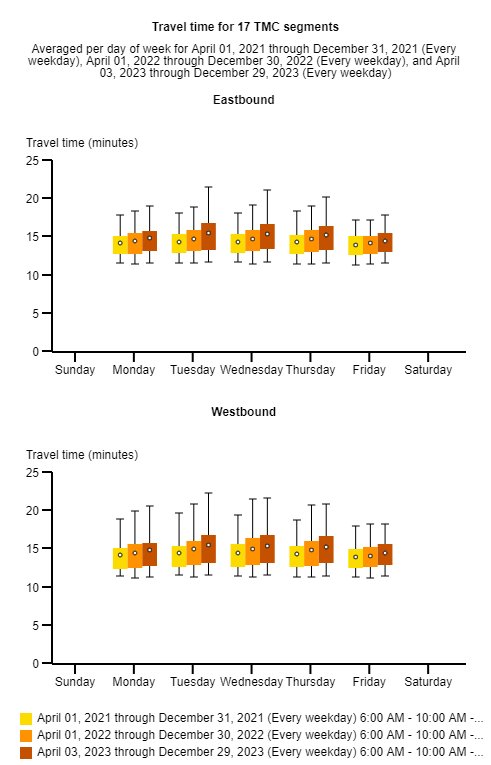 Travel time for 17 TMC segments
Averaged per day of week for April 01, 2021 through December 31, 2021 (Every
weekday), April 01, 2022 through December 30, 2022 (Every weekday), and April
03, 2023 through December 29, 2023 (Every weekday)
Eastbound
Travel time (minutes)
25
20
15
10
5
0
Sunday Monday Tuesday Wednesday Thursday Friday Saturday
Westbound
Travel time (minutes)
25
20
15
10
5
0
Sunday Monday Tuesday Wednesday Thursday Friday Saturday
April 01, 2021 through December 31, 2021 (Every weekday) 6:00 AM - 10:00 AM -...
April 01, 2022 through December 30, 2022 (Every weekday) 6:00 AM - 10:00 AM -...
April 03, 2023 through December 29, 2023 (Every weekday) 6:00 AM - 10:00 AM -...